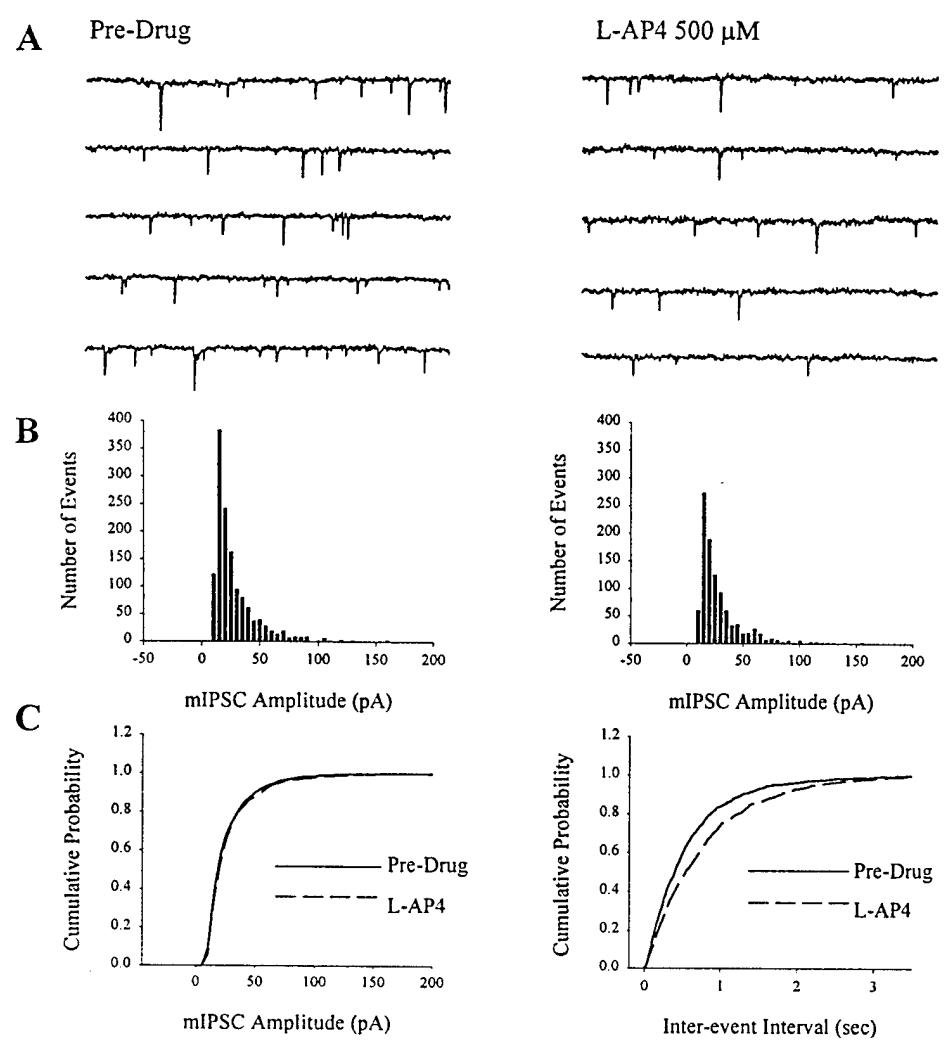 A
Pre-Drug
L-AP4 500 µM
B
400
350
300
250
200
150
100
50
0
-50 0 50 100 150 200
Number of Events
mIPSC Amplitude (pA)
400
350
300
250
200
150
100
50
0
-50 0 50 100 150 200
Number of Events
mIPSC Amplitude (pA)
C
1.2
1.0
0.8
0.6
0.4
0.2
0.0
0 50 100 150 200
Cumulative Probability
Pre-Drug
L-AP4
mIPSC Amplitude (pA)
1.2
1.0
0.8
0.6
0.4
0.2
0.0
0 1 2 3
Cumulative Probability
Pre-Drug
L-AP4
Inter-event Interval (sec)